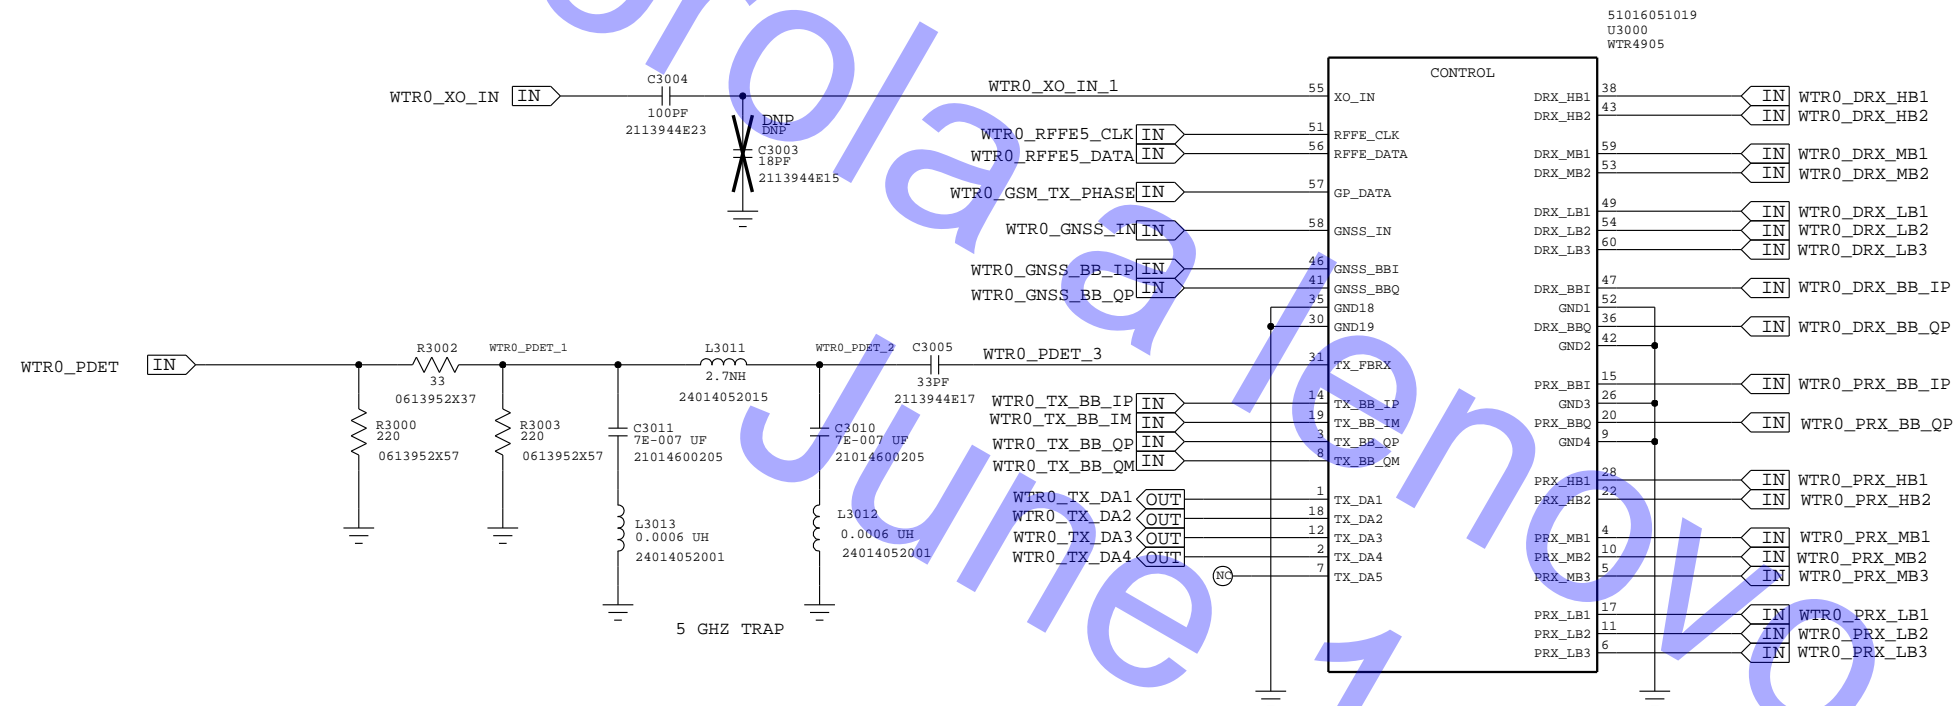 51016051019
U3000
WTR4905
CONTROL
WTR0_XO_IN IN
C3004
100PF
2113944E23
WTR0_XO_IN_1
55 XO_IN
DNP
DNP
C3003
18PF
2113944E15
WTR0_RFFE5_CLK IN 51 RFFE_CLK
WTR0_RFFE5_DATA IN 56 RFFE_DATA
WTR0_GSM_TX_PHASE IN 57 GP_DATA
WTR0_GNSS_IN IN 58 GNSS_IN
WTR0_GNSS_BB_IP IN 46 GNSS_BBI
WTR0_GNSS_BB_QP IN 41 GNSS_BBQ
35 GND18
30 GND19
WTR0_PDET IN
R3002
33
0613952X37
WTR0_PDET_1
L3011
2.7NH
24014052015
WTR0_PDET_2
C3005
33PF
2113944E17
WTR0_PDET_3
31 TX_FBRX
R3000
220
0613952X57
R3003
220
0613952X57
C3011
7E-007 UF
21014600205
C3010
7E-007 UF
21014600205
L3013
0.0006 UH
24014052001
L3012
0.0006 UH
24014052001
5 GHZ TRAP
WTR0_TX_BB_IP IN 14 TX_BB_IP
WTR0_TX_BB_IM IN 19 TX_BB_IM
WTR0_TX_BB_QP IN 3 TX_BB_QP
WTR0_TX_BB_QM IN 8 TX_BB_QM
WTR0_TX_DA1 OUT 1 TX_DA1
WTR0_TX_DA2 OUT 18 TX_DA2
WTR0_TX_DA3 OUT 12 TX_DA3
WTR0_TX_DA4 OUT 2 TX_DA4
NC 7 TX_DA5
DRX_HB1 38 IN WTR0_DRX_HB1
DRX_HB2 43 IN WTR0_DRX_HB2
DRX_MB1 59 IN WTR0_DRX_MB1
DRX_MB2 53 IN WTR0_DRX_MB2
DRX_LB1 49 IN WTR0_DRX_LB1
DRX_LB2 54 IN WTR0_DRX_LB2
DRX_LB3 60 IN WTR0_DRX_LB3
DRX_BBI 47 IN WTR0_DRX_BB_IP
GND1 52
DRX_BBQ 36 IN WTR0_DRX_BB_QP
GND2 42
PRX_BBI 15 IN WTR0_PRX_BB_IP
GND3 26
PRX_BBQ 20 IN WTR0_PRX_BB_QP
GND4 9
PRX_HB1 28 IN WTR0_PRX_HB1
PRX_HB2 22 IN WTR0_PRX_HB2
PRX_MB1 4 IN WTR0_PRX_MB1
PRX_MB2 10 IN WTR0_PRX_MB2
PRX_MB3 5 IN WTR0_PRX_MB3
PRX_LB1 17 IN WTR0_PRX_LB1
PRX_LB2 11 IN WTR0_PRX_LB2
PRX_LB3 6 IN WTR0_PRX_LB3
orola a lenovo
June 1